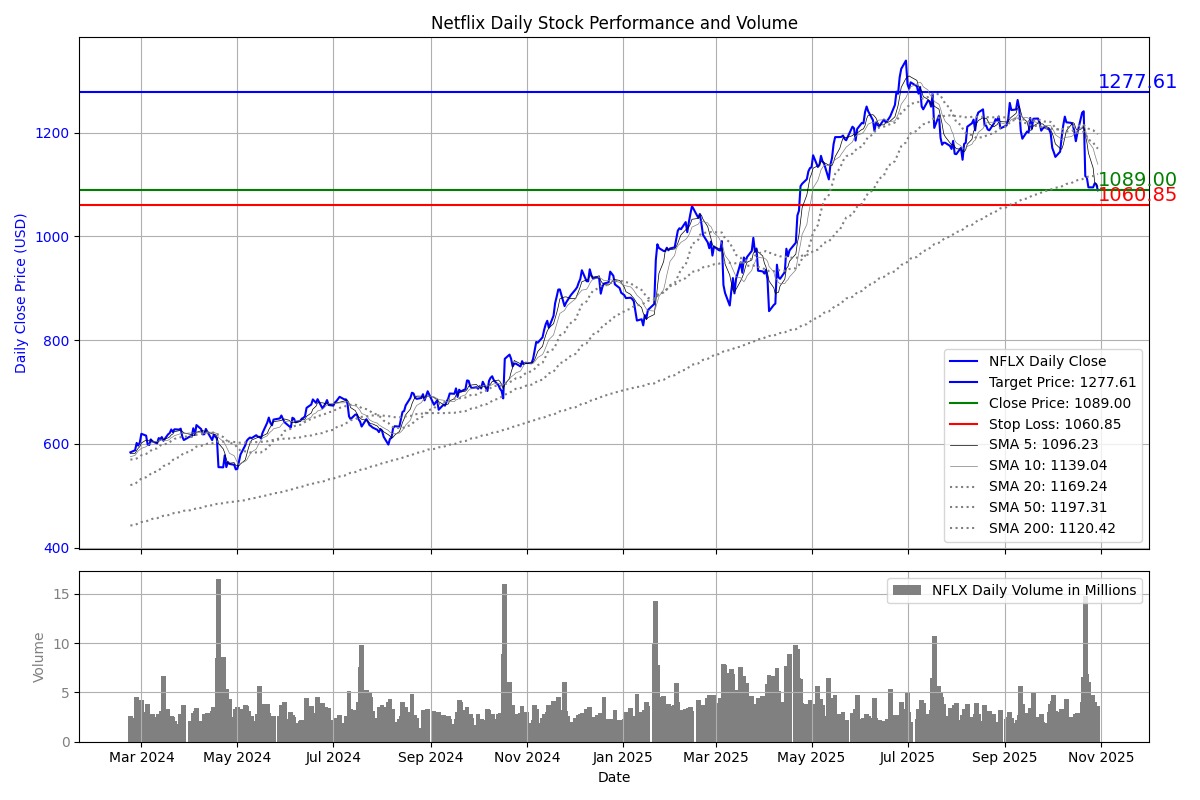 Netflix Daily Stock Performance and Volume
1277.61
1200
1089.00
1060.85
1000
800
600
400
Daily Close Price (USD)
NFLX Daily Close
Target Price: 1277.61
Close Price: 1089.00
Stop Loss: 1060.85
SMA 5: 1096.23
SMA 10: 1139.04
SMA 20: 1169.24
SMA 50: 1197.31
SMA 200: 1120.42
NFLX Daily Volume in Millions
15
10
5
0
Volume
Mar 2024 May 2024 Jul 2024 Sep 2024 Nov 2024 Jan 2025 Mar 2025 May 2025 Jul 2025 Sep 2025 Nov 2025
Date